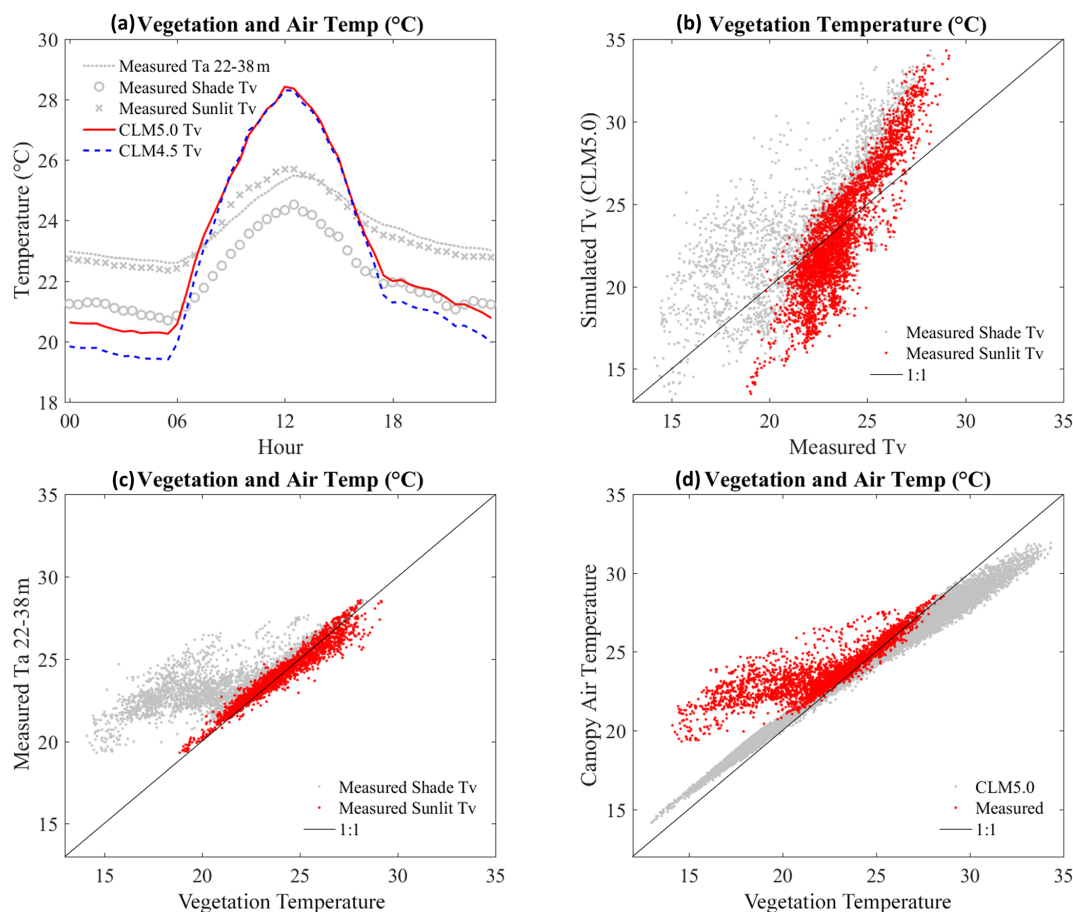 (a) Vegetation and Air Temp (°C)
30
28
26
24
22
20
18
Temperature (°C)
Measured Ta 22-38m
Measured Shade Tv
Measured Sunlit Tv
CLM5.0 Tv
CLM4.5 Tv
00 06 12 18
Hour
(b) Vegetation Temperature (°C)
35
30
25
20
15
Simulated Tv (CLM5.0)
Measured Shade Tv
Measured Sunlit Tv
1:1
15 20 25 30 35
Measured Tv
(c) Vegetation and Air Temp (°C)
35
30
25
20
15
Measured Ta 22-38m
Measured Shade Tv
Measured Sunlit Tv
1:1
15 20 25 30 35
Vegetation Temperature
(d) Vegetation and Air Temp (°C)
35
30
25
20
15
Canopy Air Temperature
CLM5.0
Measured
1:1
15 20 25 30 35
Vegetation Temperature